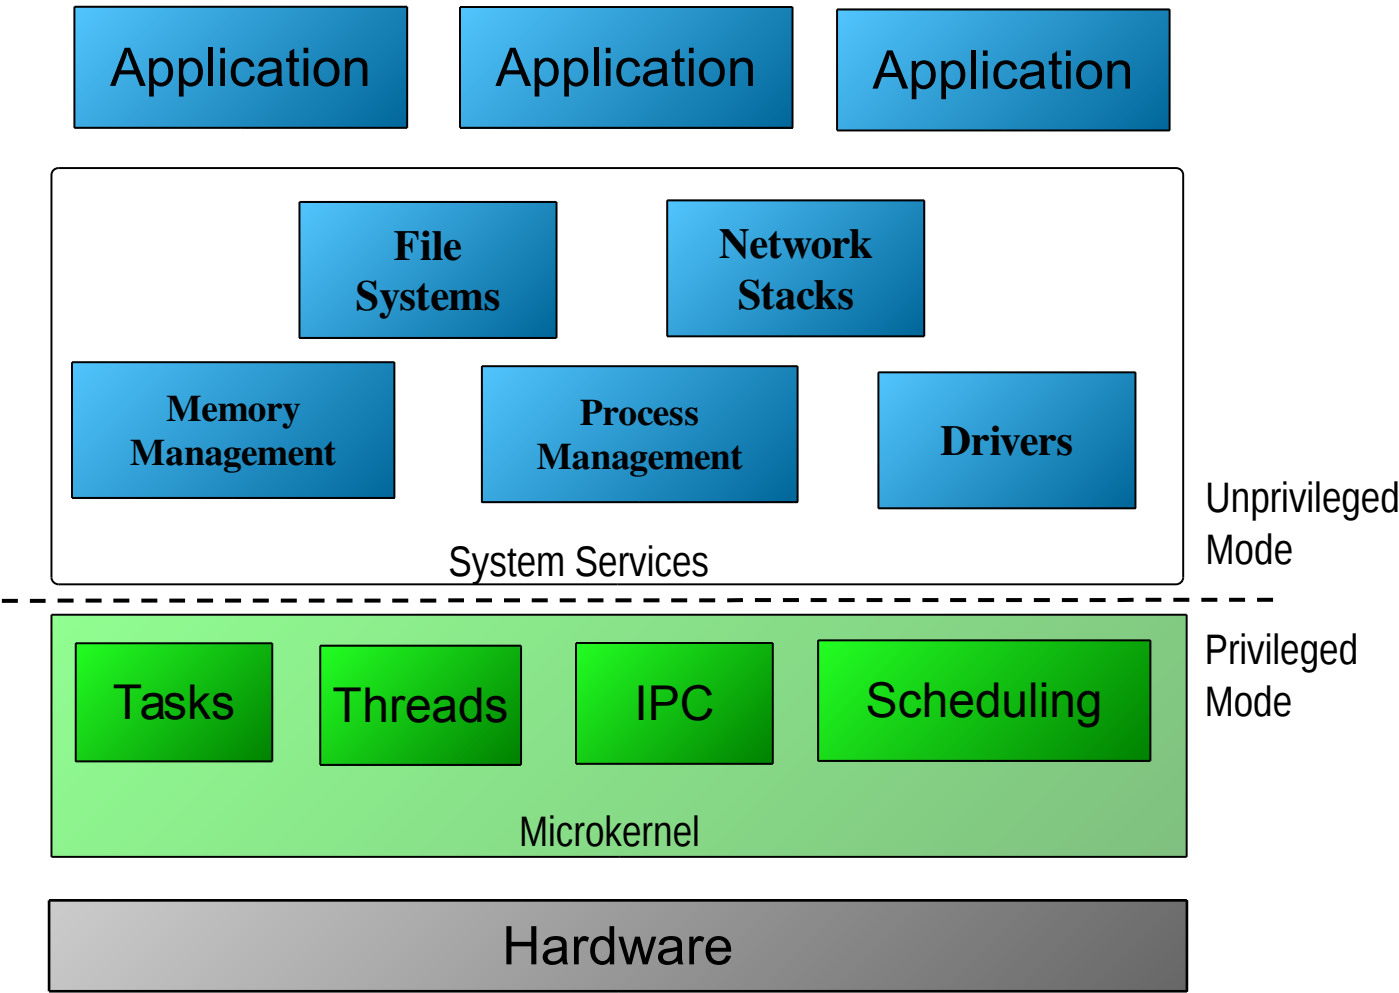 Application
Application
Application
File
Systems
Network
Stacks
Memory
Management
Process
Management
Drivers
System Services
Unprivileged
Mode
Privileged
Mode
Tasks
Threads
IPC
Scheduling
Microkernel
Hardware